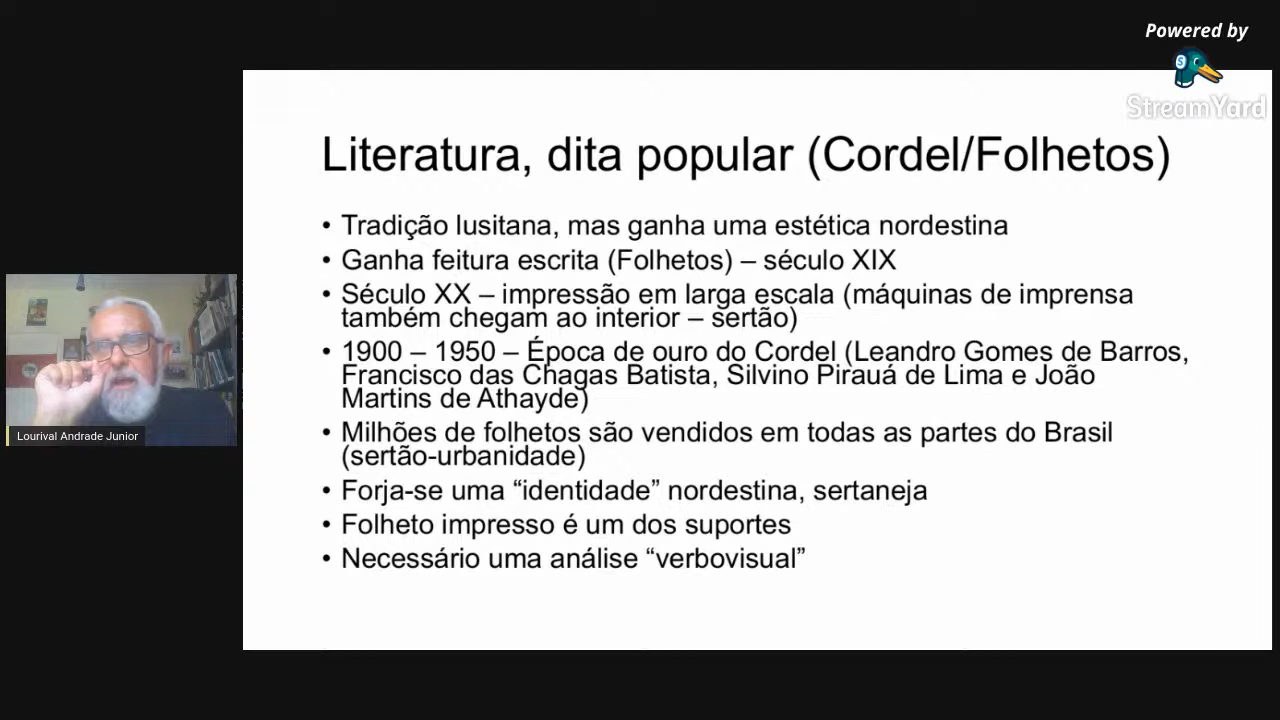 Powered by
StreamYard
Literatura, dita popular (Cordel/Folhetos)
• Tradição lusitana, mas ganha uma estética nordestina
• Ganha feitura escrita (Folhetos) – século XIX
• Século XX – impressão em larga escala (máquinas de imprensa
também chegam ao interior – sertão)
• 1900 – 1950 – Época de ouro do Cordel (Leandro Gomes de Barros,
Francisco das Chagas Batista, Silvino Pirauá de Lima e João
Martins de Athayde)
• Milhões de folhetos são vendidos em todas as partes do Brasil
(sertão-urbanidade)
• Forja-se uma “identidade” nordestina, sertaneja
• Folheto impresso é um dos suportes
• Necessário uma análise “verbovisual”
Lourival Andrade Junior